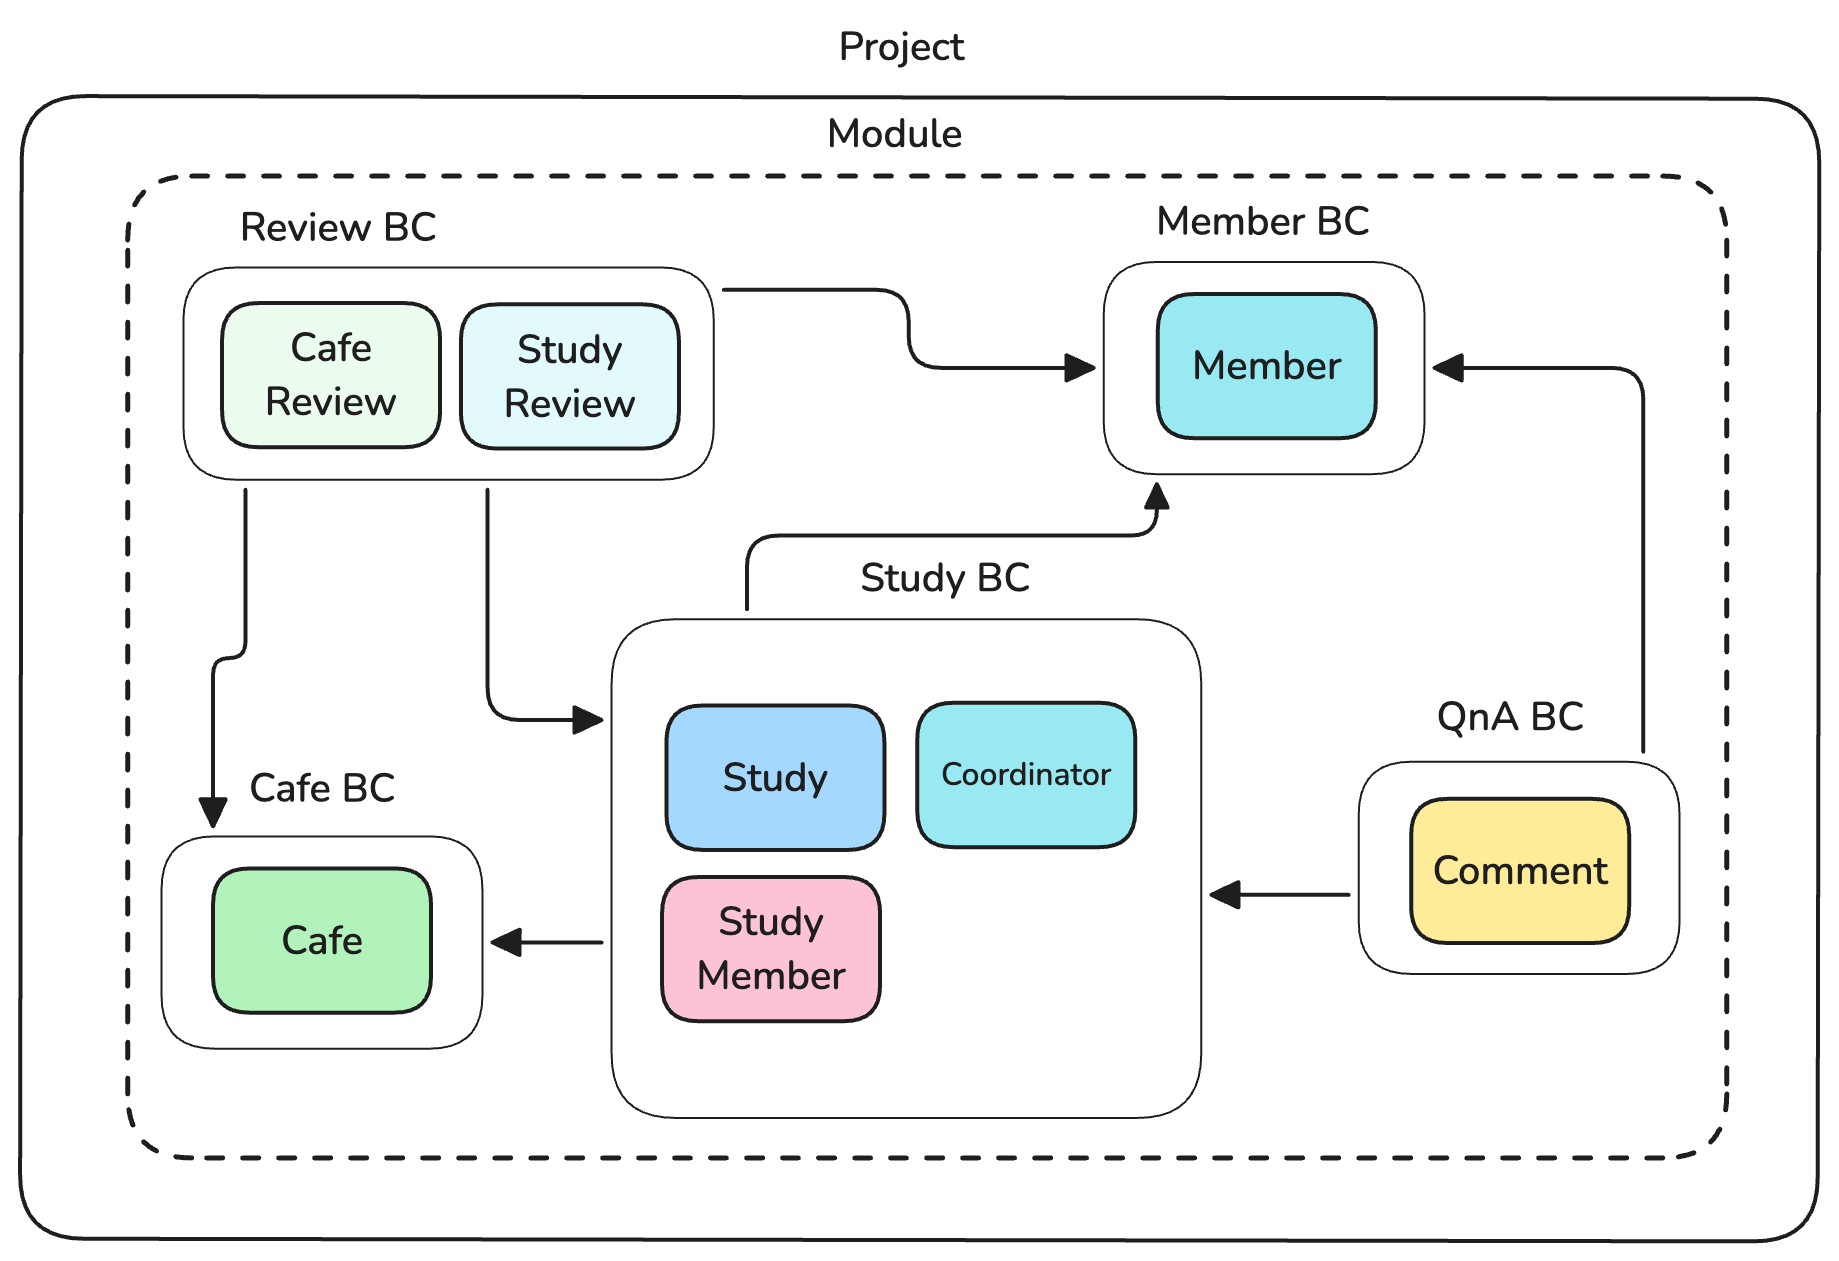 Project
Module
Review BC
Cafe
Review
Study
Review
Member BC
Member
Study BC
Study
Coordinator
Study
Member
Cafe BC
Cafe
QnA BC
Comment